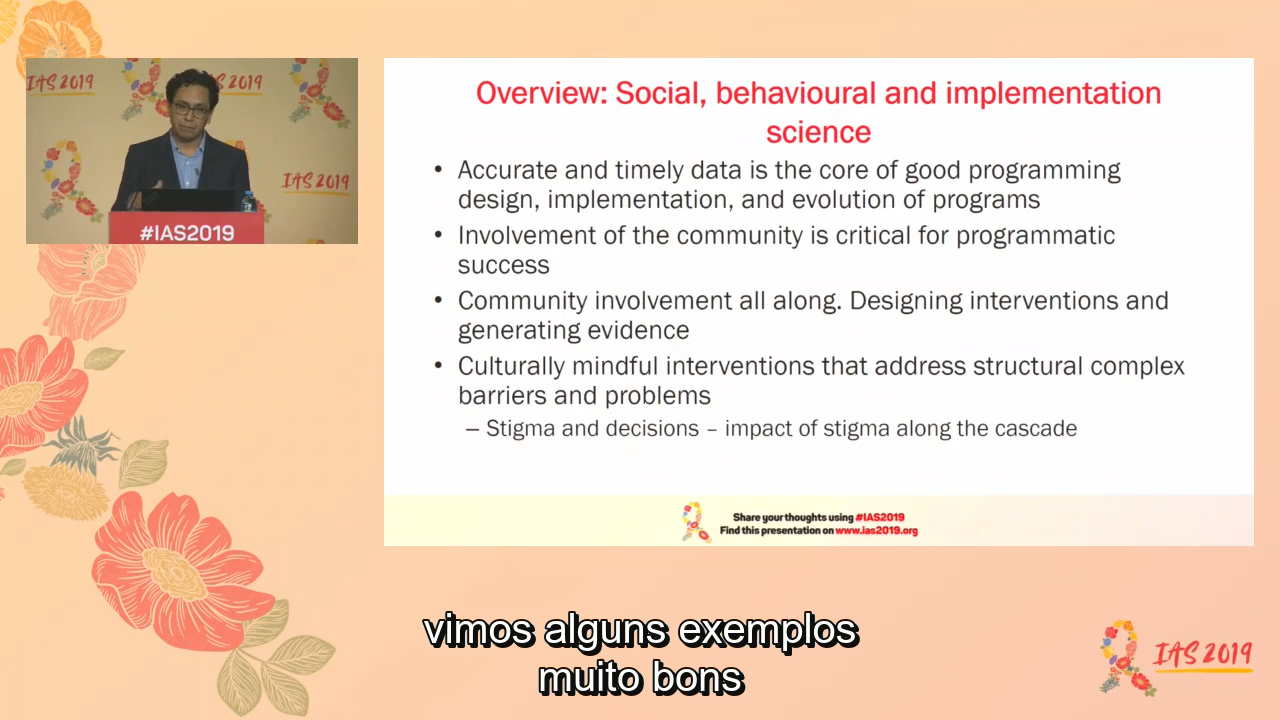 IAS 2019
S 2019
IAS 2019
#IAS2019
Overview: Social, behavioural and implementation
science
• Accurate and timely data is the core of good programming
design, implementation, and evolution of programs
• Involvement of the community is critical for programmatic
success
• Community involvement all along. Designing interventions and
generating evidence
• Culturally mindful interventions that address structural complex
barriers and problems
– Stigma and decisions – impact of stigma along the cascade
Share your thoughts using #IAS2019
Find this presentation on www.ias2019.org
vimos alguns exemplos
muito bons
IAS 2019